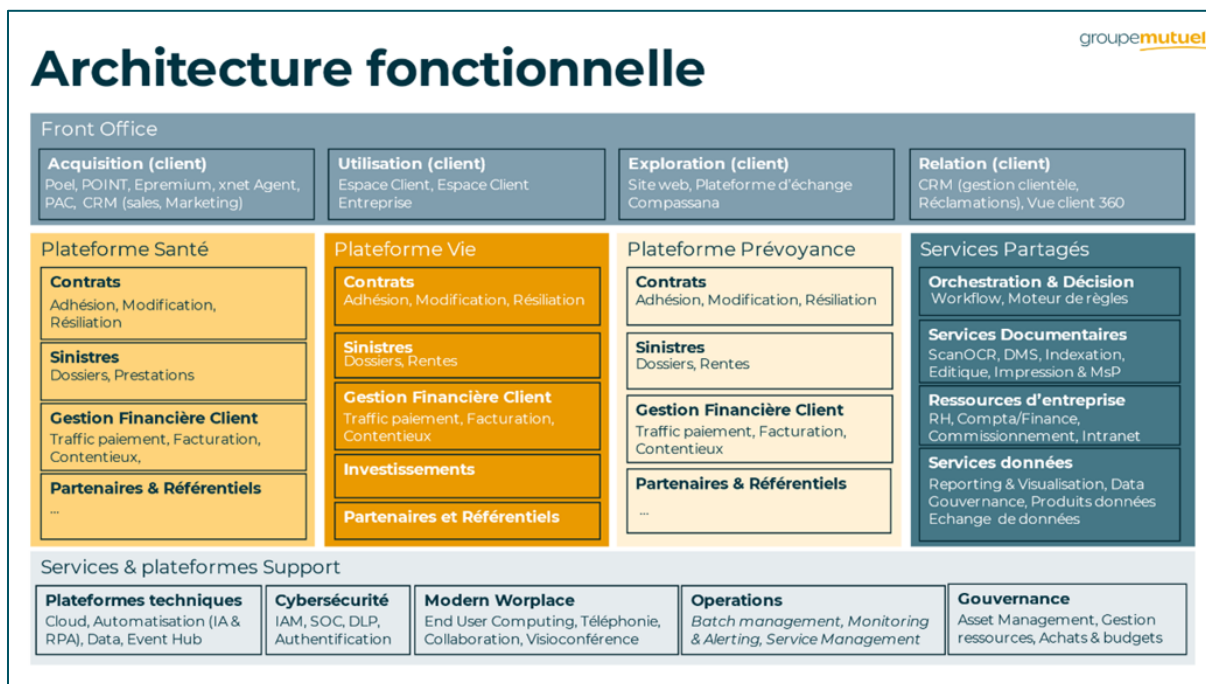 groupemutuel
Architecture fonctionnelle
Front Office
Acquisition (client)
Poel, POINT, Epremium, xnet Agent,
PAC, CRM (sales, Marketing)
Utilisation (client)
Espace Client, Espace Client
Entreprise
Exploration (client)
Site web, Plateforme d'échange
Compassana
Relation (client)
CRM (gestion clientèle,
Réclamations), Vue client 360
Plateforme Santé
Contrats
Adhésion, Modification,
Résiliation
Sinistres
Dossiers, Prestations
Gestion Financière Client
Traffic paiement, Facturation,
Contentieux,
Partenaires & Référentiels
...
Plateforme Vie
Contrats
Adhésion, Modification, Résiliation
Sinistres
Dossiers, Rentes
Gestion Financière Client
Traffic paiement, Facturation,
Contentieux
Investissements
Partenaires et Référentiels
Plateforme Prévoyance
Contrats
Adhésion, Modification, Résiliation
Sinistres
Dossiers, Rentes
Gestion Financière Client
Traffic paiement, Facturation,
Contentieux
Partenaires & Référentiels
...
Services Partagés
Orchestration & Décision
Workflow, Moteur de règles
Services Documentaires
ScanOCR, DMS, Indexation,
Editique, Impression & MsP
Ressources d'entreprise
RH, Compta/Finance,
Commissionnement, Intranet
Services données
Reporting & Visualisation, Data
Gouvernance, Produits données
Echange de données
Services & plateformes Support
Plateformes techniques
Cloud, Automatisation (IA &
RPA), Data, Event Hub
Cybersécurité
IAM, SOC, DLP,
Authentification
Modern Worplace
End User Computing, Téléphonie,
Collaboration, Visioconférence
Operations
Batch management, Monitoring
& Alerting, Service Management
Gouvernance
Asset Management, Gestion
ressources, Achats & budgets